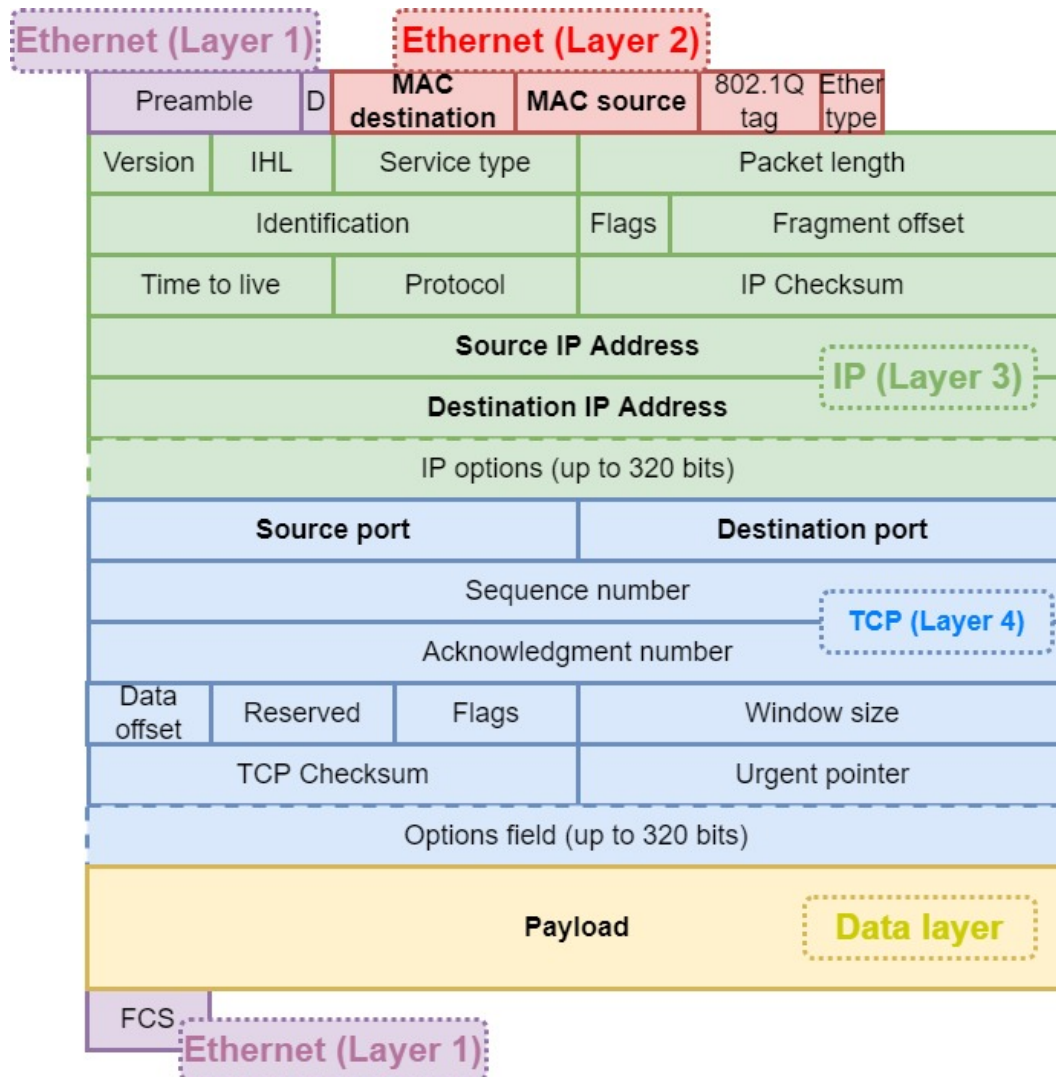 Ethernet (Layer 1)
Ethernet (Layer 2)
Preamble
D
MAC
destination
MAC source
802.1Q
tag
Ether
type
Version
IHL
Service type
Packet length
Identification
Flags
Fragment offset
Time to live
Protocol
IP Checksum
Source IP Address
IP (Layer 3)
Destination IP Address
IP options (up to 320 bits)
Source port
Destination port
Sequence number
TCP (Layer 4)
Acknowledgment number
Data
offset
Reserved
Flags
Window size
TCP Checksum
Urgent pointer
Options field (up to 320 bits)
Payload
Data layer
FCS
Ethernet (Layer 1)